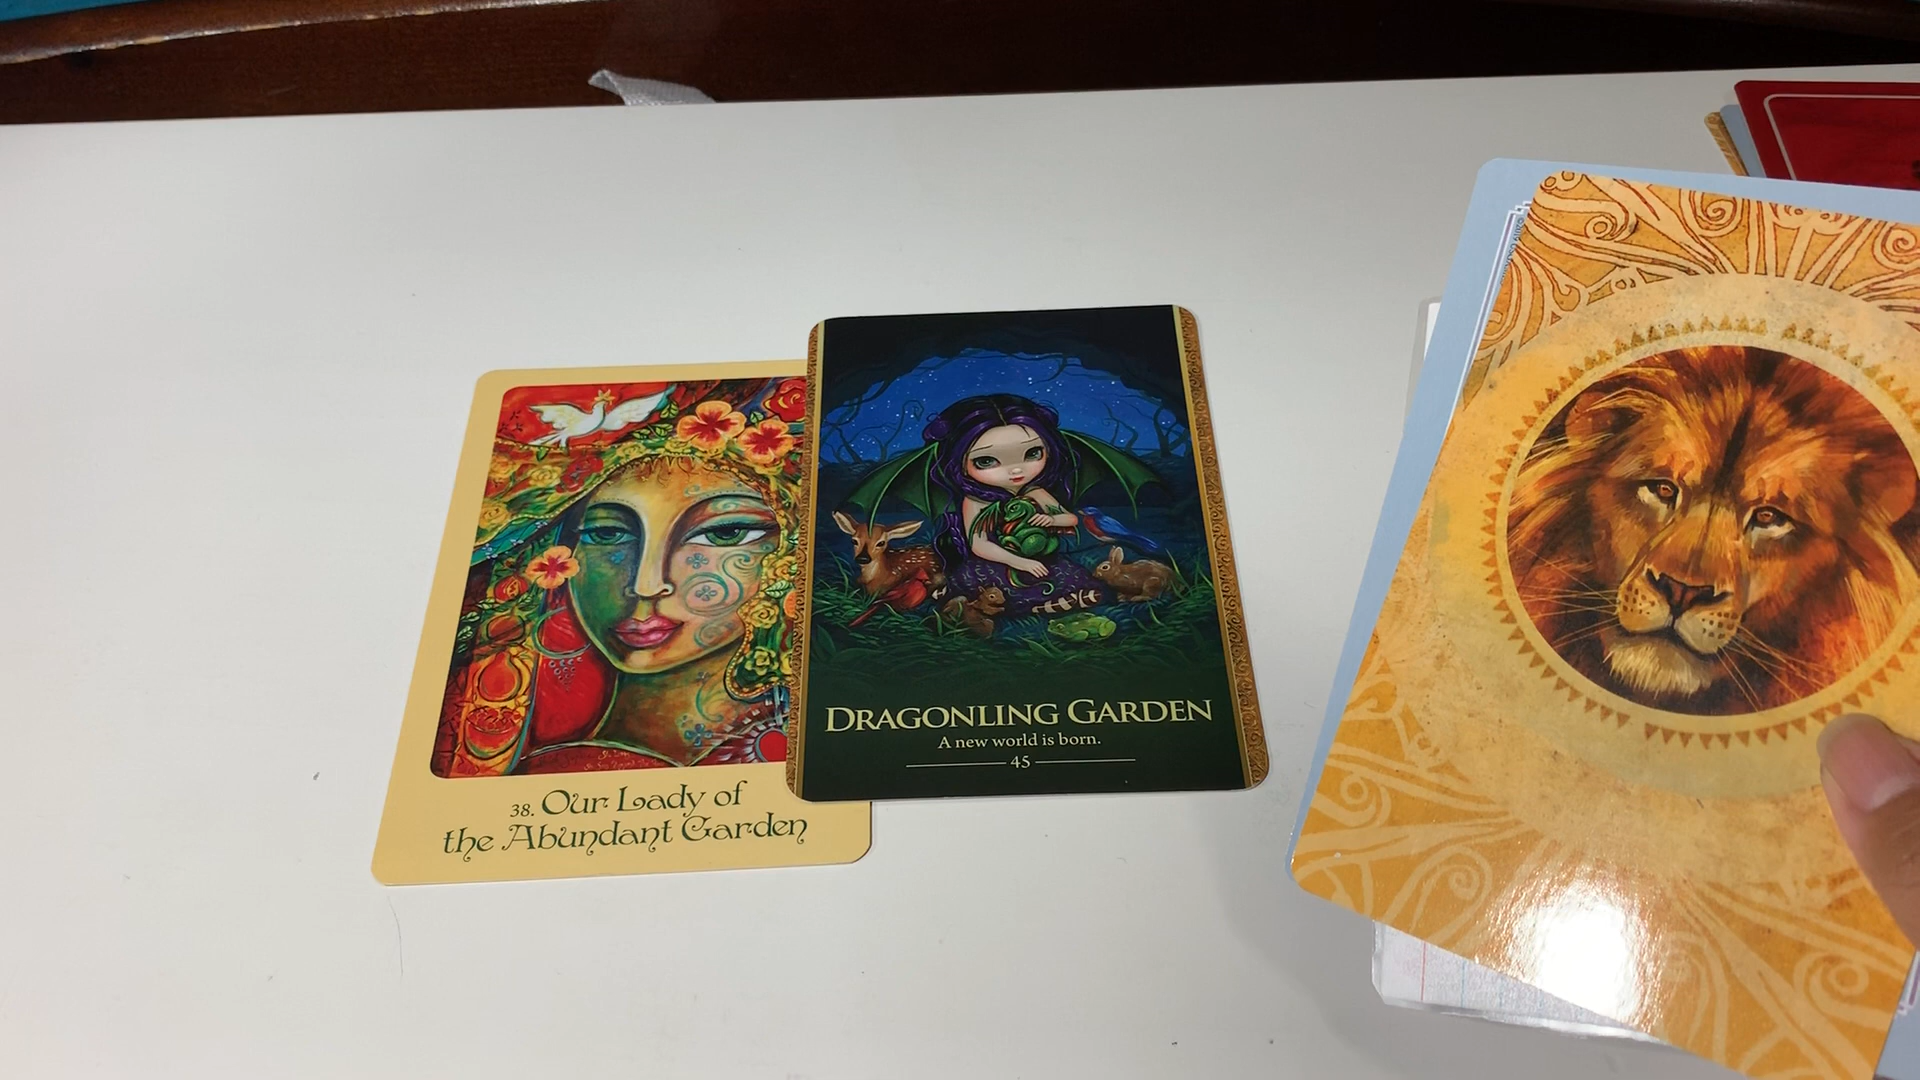 38. Our Lady of
the Abundant Garden
DRAGONLING GARDEN
A new world is born.
45